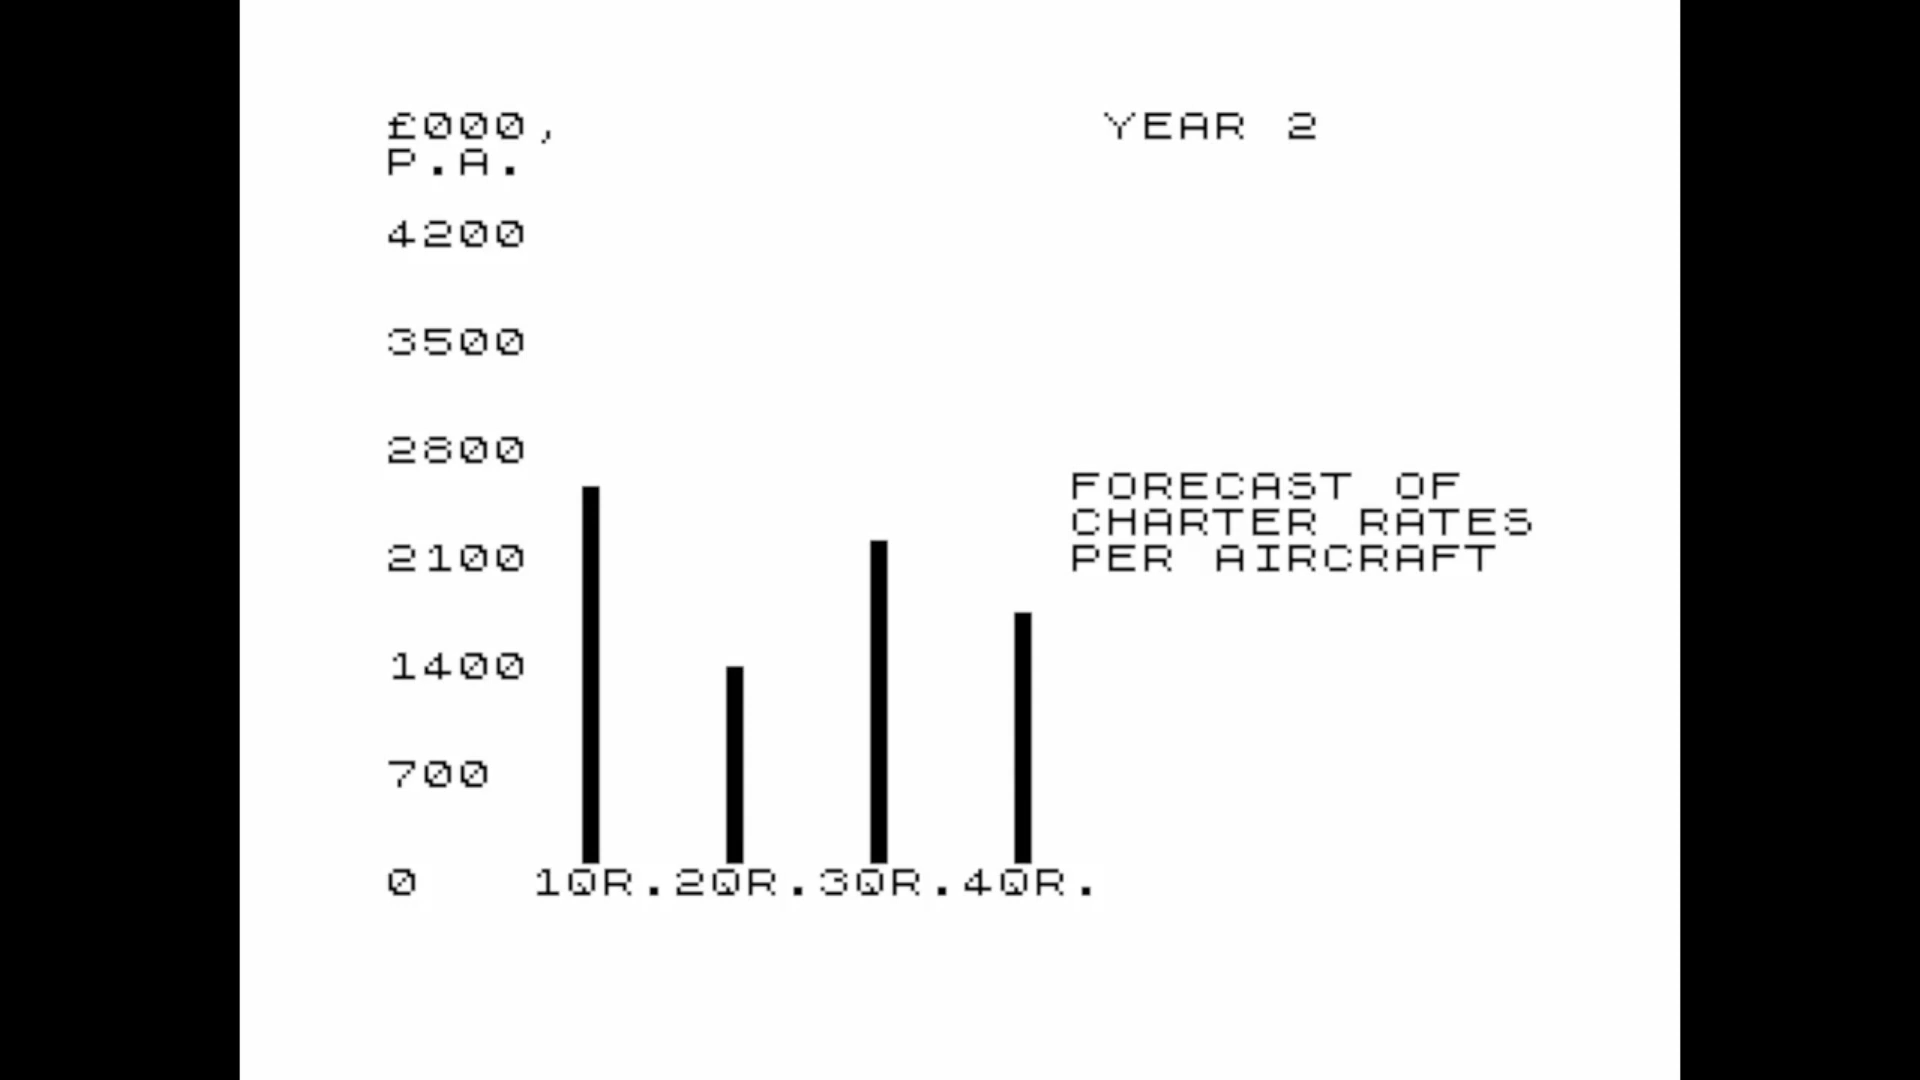 £000,                YEAR 2
P.A.
4200
3500
2800
FORECAST OF
CHARTER RATES
2100               PER AIRCRAFT
1400
700
0    1QR.2QR.3QR.4QR.